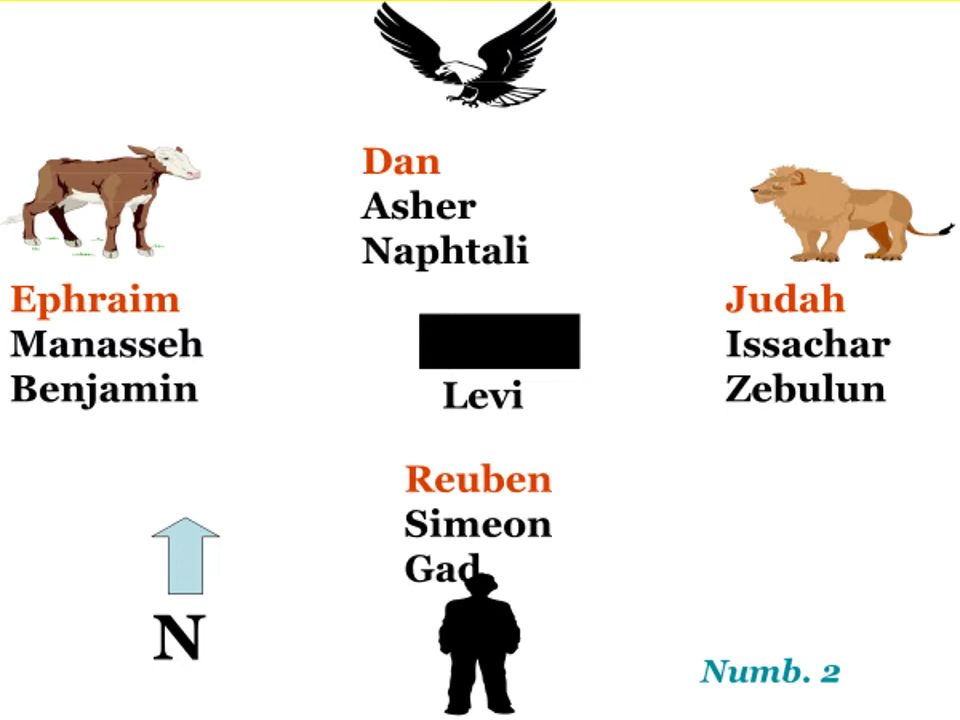 Dan
Asher
Naphtali
Ephraim
Manasseh
Benjamin
Judah
Issachar
Zebulun
Levi
Reuben
Simeon
Gad
N
Numb. 2